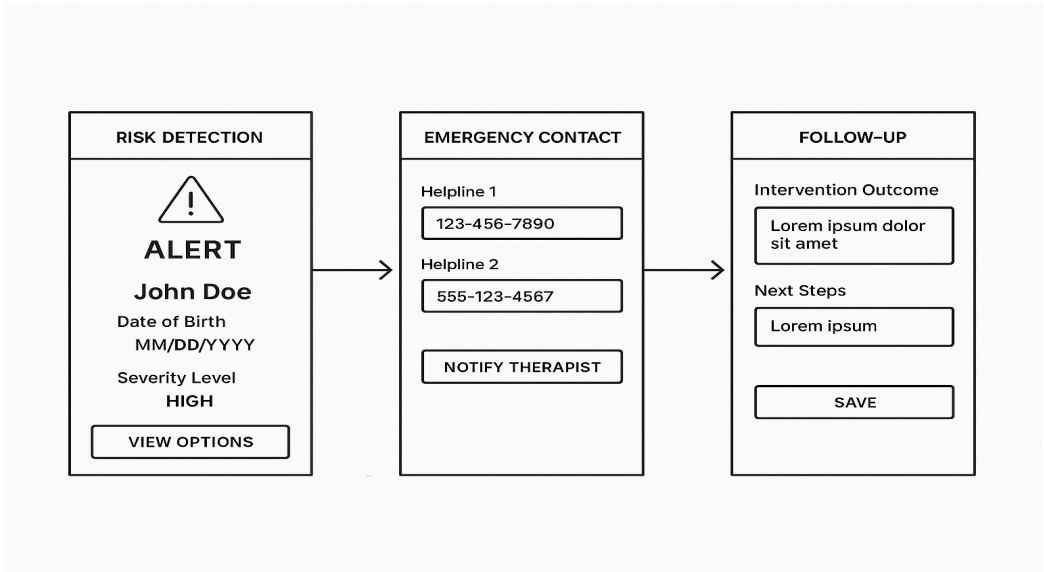 RISK DETECTION
!
ALERT
John Doe
Date of Birth
MM/DD/YYYY
Severity Level
HIGH
VIEW OPTIONS
EMERGENCY CONTACT
Helpline 1
123-456-7890
Helpline 2
555-123-4567
NOTIFY THERAPIST
FOLLOW-UP
Intervention Outcome
Lorem ipsum dolor
sit amet
Next Steps
Lorem ipsum
SAVE